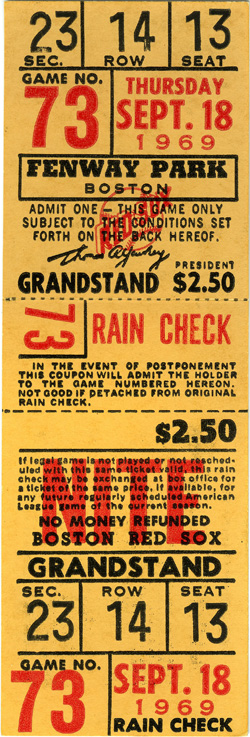 23 14 13
SEC. ROW SEAT
GAME NO.
73
THURSDAY
SEPT. 18
1969
FENWAY PARK
BOSTON
ADMIT ONE — THIS GAME ONLY
SUBJECT TO THE CONDITIONS SET
FORTH ON THE BACK HEREOF.
PRESIDENT
GRANDSTAND $2.50
73
RAIN CHECK
IN THE EVENT OF POSTPONEMENT
THIS COUPON WILL ADMIT THE HOLDER
TO THE GAME NUMBERED HEREON.
NOT GOOD IF DETACHED FROM ORIGINAL
RAIN CHECK.
$2.50
If legal game is not played or not resched-
uled with this same ticket valid, this rain
check may be exchang. at box office for
a ticket of the same price, if available, for
any future regularly scheduled American
League game of the current season.
NO MONEY REFUNDED
BOSTON RED SOX
GRANDSTAND
SEC. ROW SEAT
23 14 13
GAME NO.
73
SEPT. 18
1969
RAIN CHECK